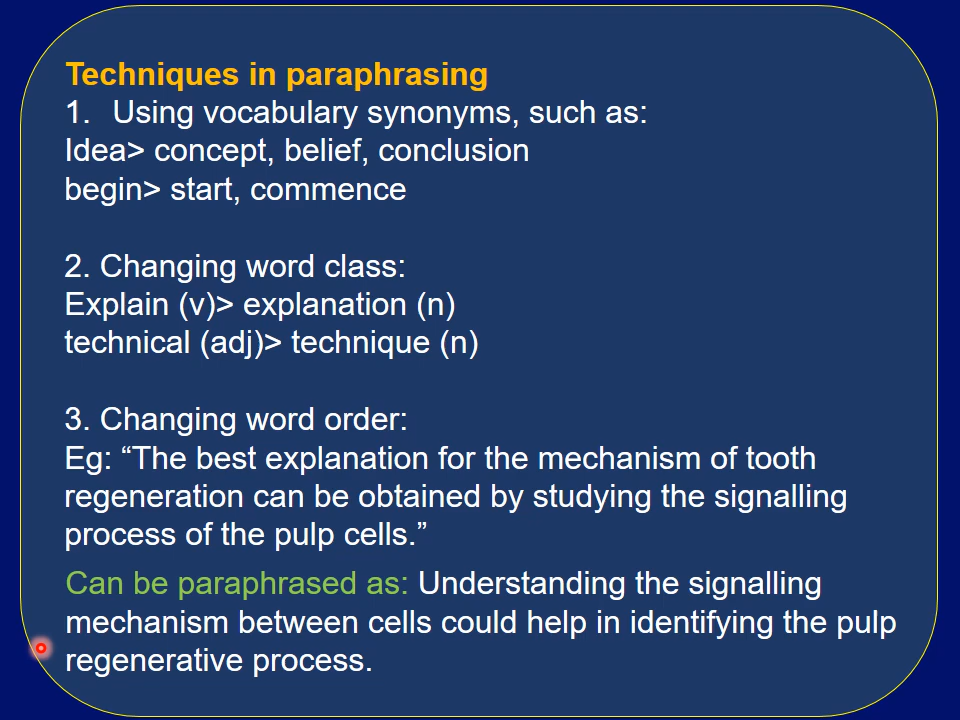 Techniques in paraphrasing
1. Using vocabulary synonyms, such as:
Idea> concept, belief, conclusion
begin> start, commence
2. Changing word class:
Explain (v)> explanation (n)
technical (adj)> technique (n)
3. Changing word order:
Eg: “The best explanation for the mechanism of tooth
regeneration can be obtained by studying the signalling
process of the pulp cells.”
Can be paraphrased as: Understanding the signalling
mechanism between cells could help in identifying the pulp
regenerative process.